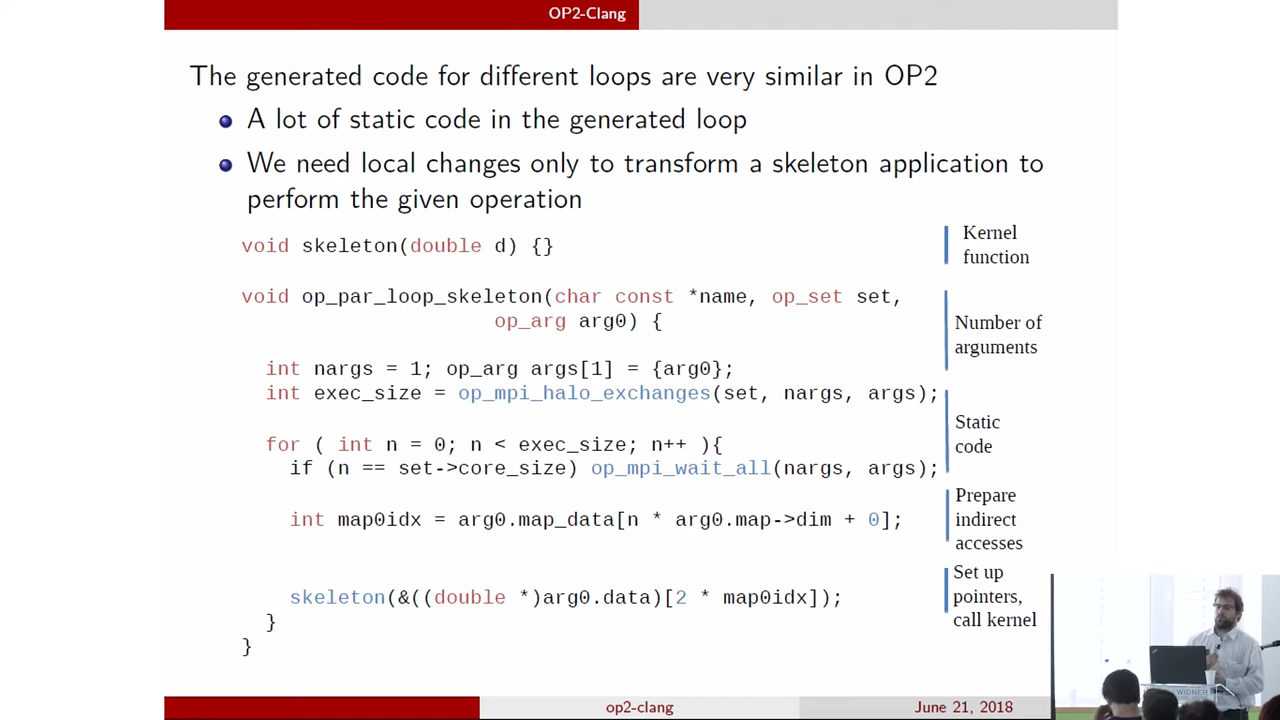 OP2-Clang
The generated code for different loops are very similar in OP2
A lot of static code in the generated loop
We need local changes only to transform a skeleton application to
perform the given operation
void skeleton(double d) {}
Kernel
function
void op_par_loop_skeleton(char const *name, op_set set,
op_arg arg0) {
Number of
arguments
int nargs = 1; op_arg args[1] = {arg0};
int exec_size = op_mpi_halo_exchanges(set, nargs, args);
for ( int n = 0; n < exec_size; n++ ){
if (n == set->core_size) op_mpi_wait_all(nargs, args);
Static
code
int map0idx = arg0.map_data[n * arg0.map->dim + 0];
Prepare
indirect
accesses
skeleton(&((double *)arg0.data)[2 * map0idx]);
}
}
Set up
pointers,
call kernel
op2-clang
June 21, 2018